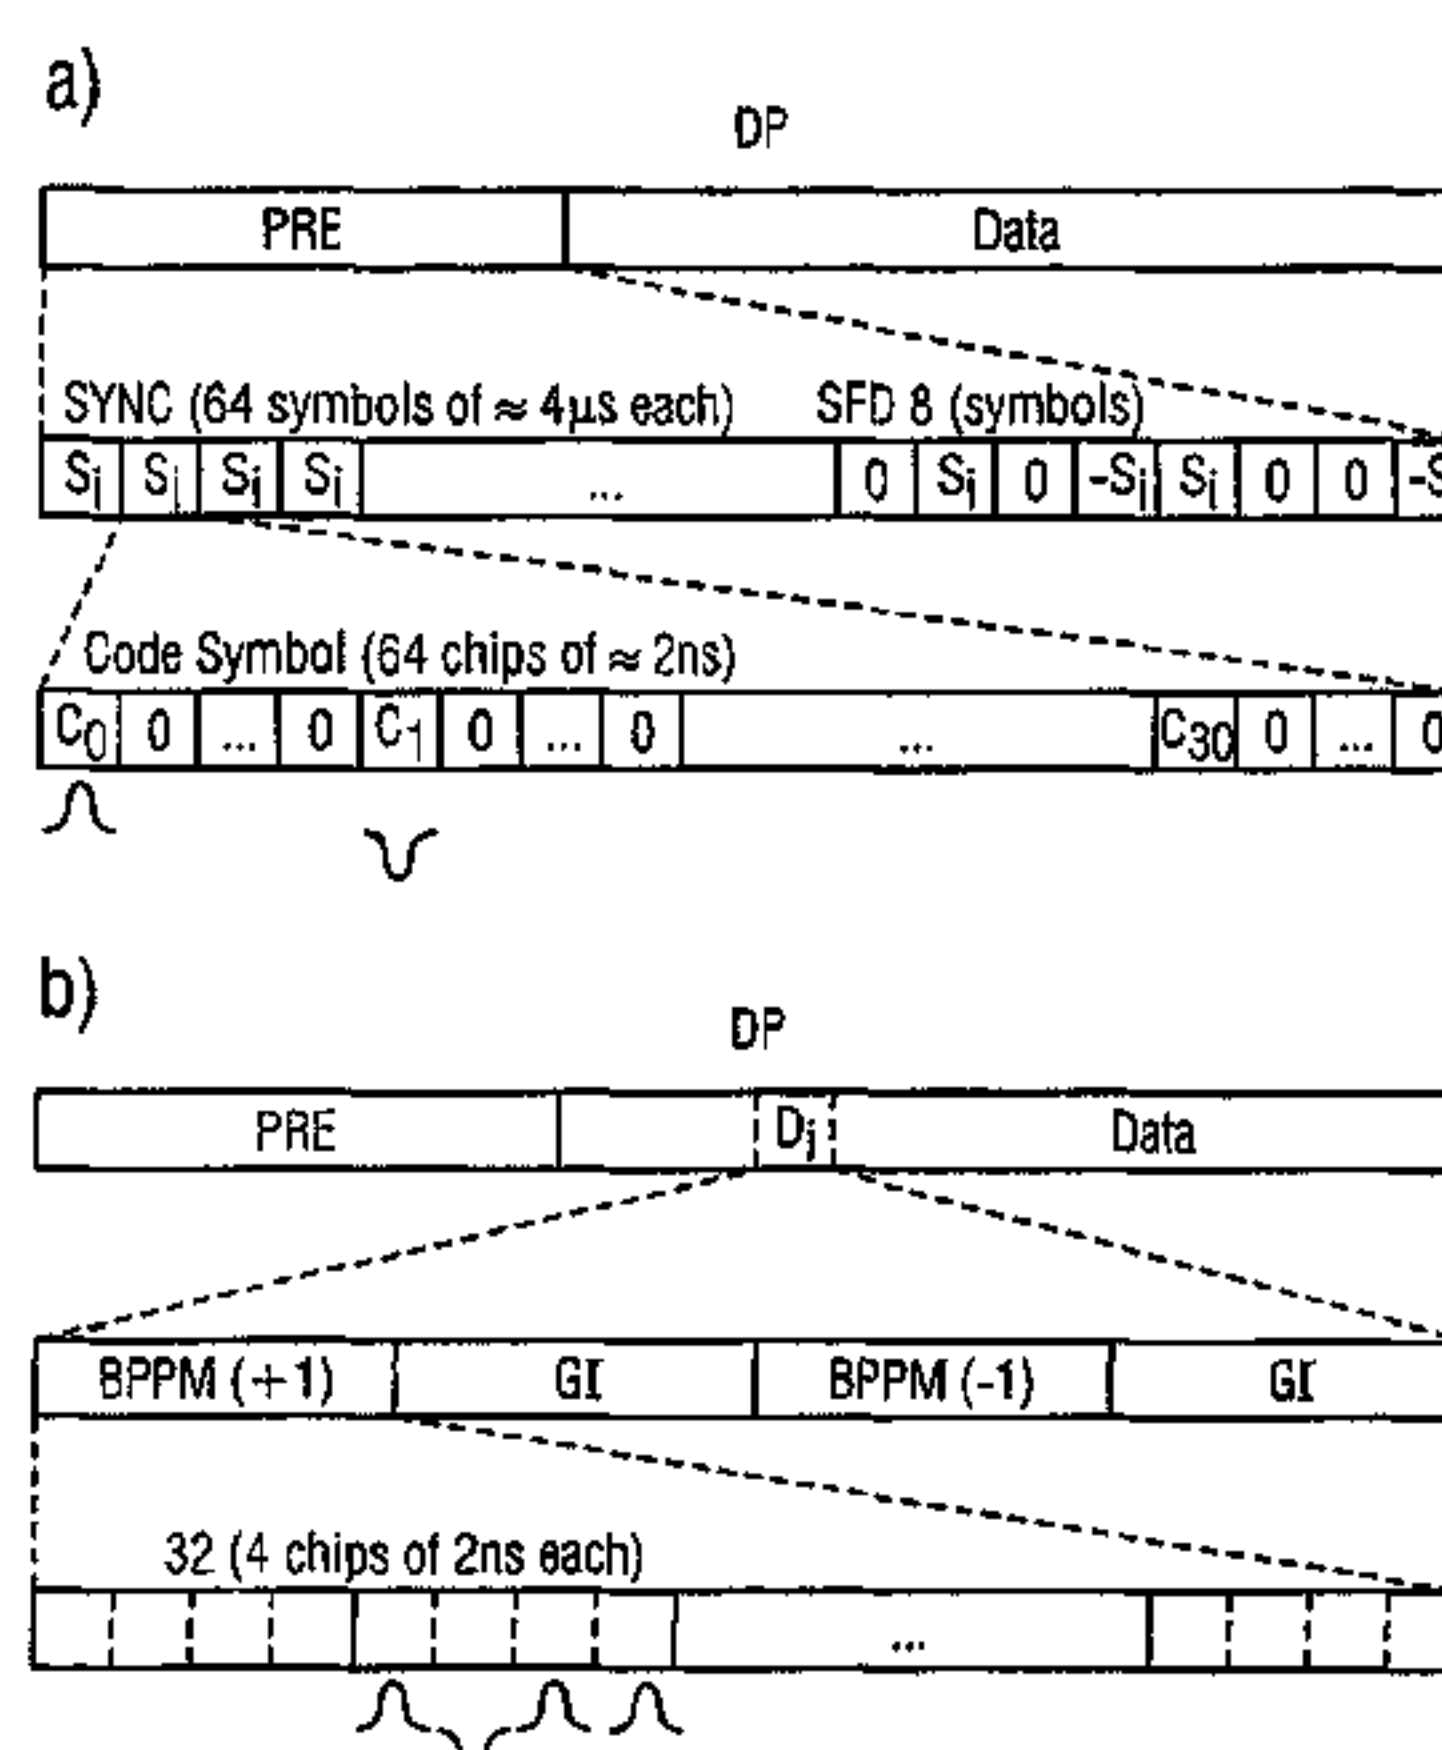 a)
DP
PRE Data
SYNC (64 symbols of ≈ 4µs each) SFD 8 (symbols)
Si Si Si Si ... 0 Si 0 -Si Si 0 0 -S
Code Symbol (64 chips of ≈ 2ns)
C0 0 ... 0 C1 0 ... 0 ... C30 0 ... 0
b)
DP
PRE Dj Data
BPPM (+1) GI BPPM (-1) GI
32 (4 chips of 2ns each)
...